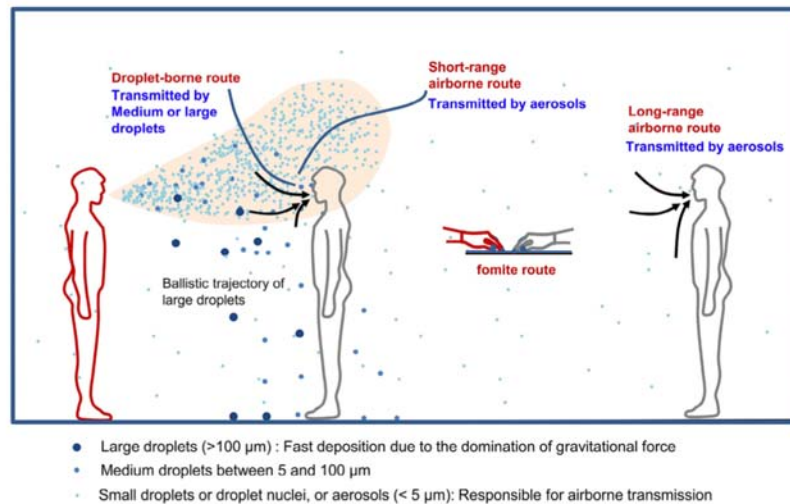 Droplet-borne route
Transmitted by
Medium or large
droplets
Short-range
airborne route
Transmitted by aerosols
Long-range
airborne route
Transmitted by aerosols
fomite route
Ballistic trajectory of
large droplets
Large droplets (>100 µm) : Fast deposition due to the domination of gravitational force
Medium droplets between 5 and 100 µm
Small droplets or droplet nuclei, or aerosols (< 5 µm): Responsible for airborne transmission